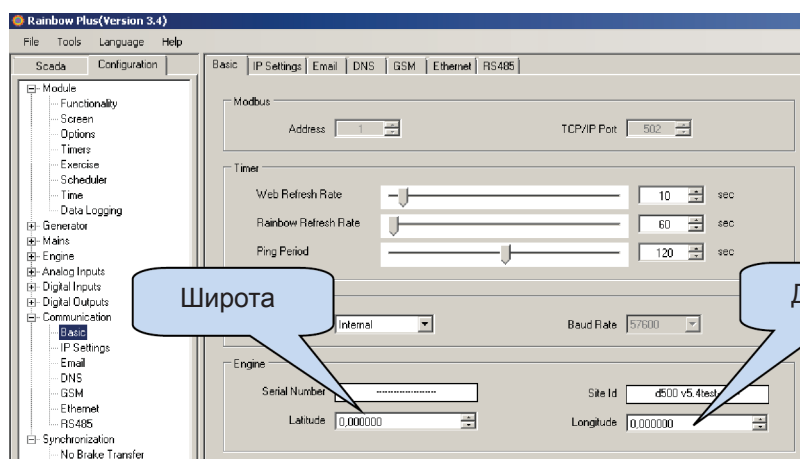 Rainbow Plus(Version 3.4)
File Tools Language Help
Scada Configuration
Basic IP Settings Email DNS GSM Ethernet RS485
Module
Functionality
Screen
Options
Timers
Exercise
Scheduler
Time
Data Logging
Generator
Mains
Engine
Analog Inputs
Digital Inputs
Digital Outputs
Communication
Basic
IP Settings
Email
DNS
GSM
Ethernet
RS485
Synchronization
No Brake Transfer
Modbus
Address 1 TCP/IP Port 502
Timer
Web Refresh Rate 10 sec
Rainbow Refresh Rate 60 sec
Ping Period 120 sec
Широта
Internal Baud Rate 57600
Engine
Serial Number -------------------- Site Id d500 v5.4test
Latitude 0,000000 Longitude 0,000000